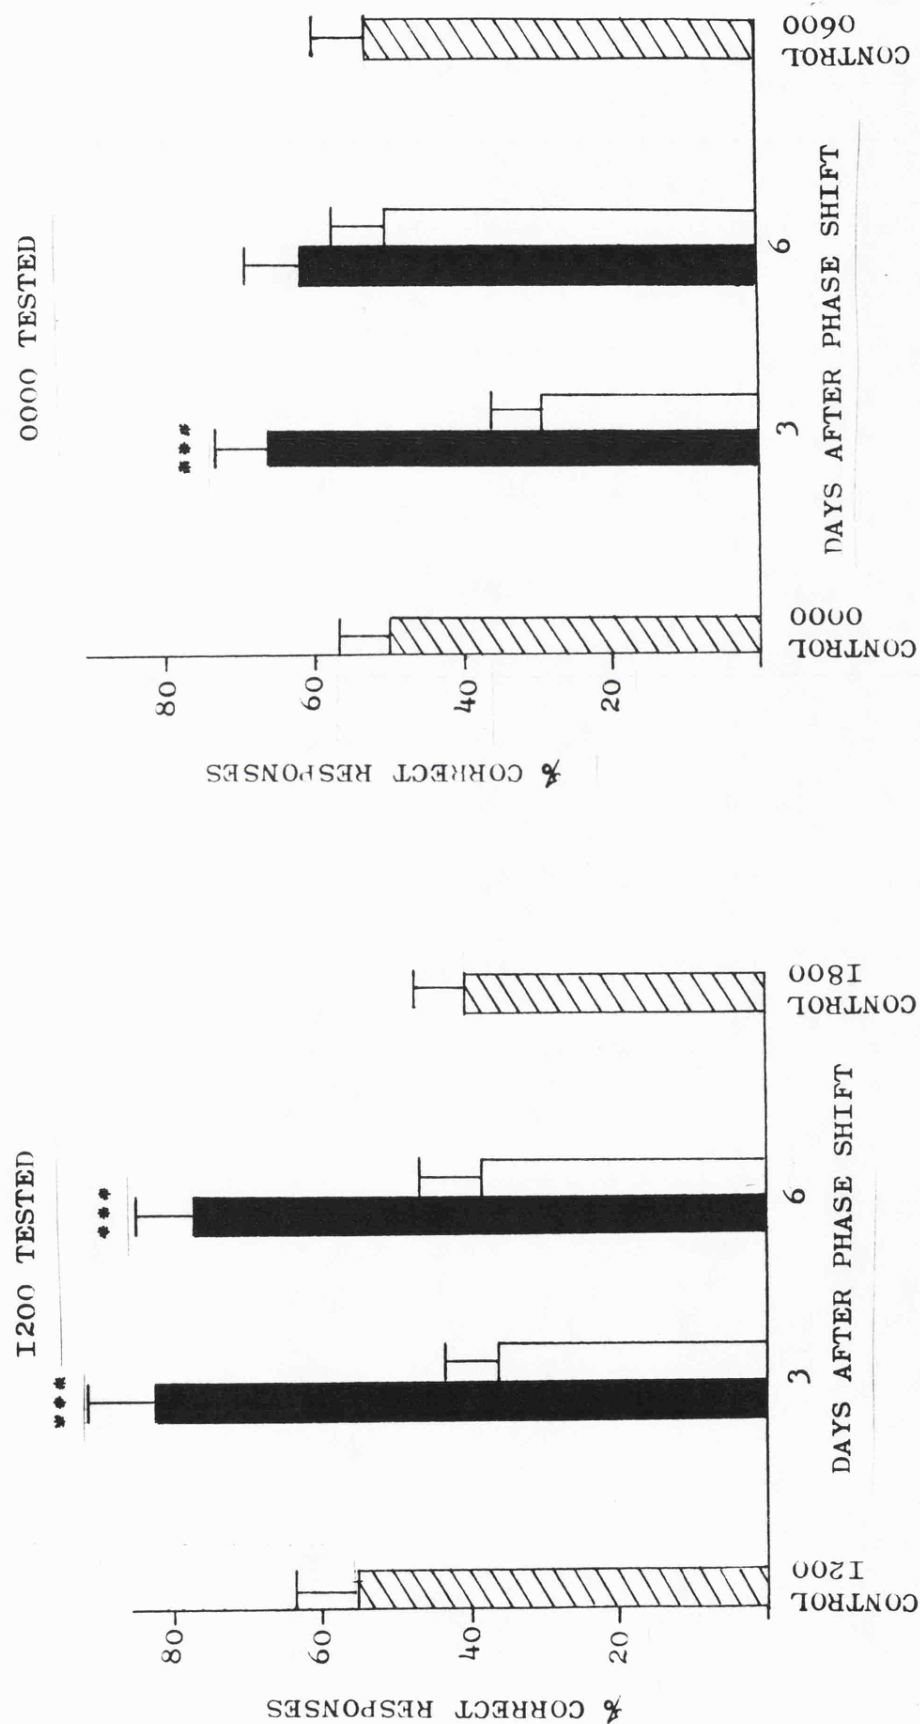 1200 TESTED
***
***
% CORRECT RESPONSES
80
60
40
20
CONTROL
1200
3
6
CONTROL
1800
DAYS AFTER PHASE SHIFT
0000 TESTED
***
% CORRECT RESPONSES
80
60
40
20
CONTROL
0000
3
6
CONTROL
0600
DAYS AFTER PHASE SHIFT